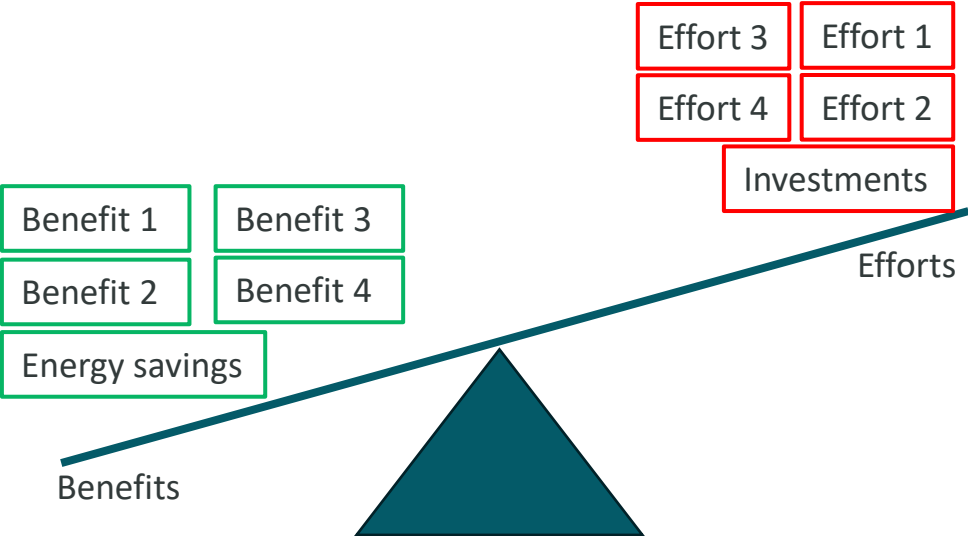 Effort 3
Effort 1
Effort 4
Effort 2
Investments
Benefit 1
Benefit 3
Benefit 2
Benefit 4
Energy savings
Efforts
Benefits